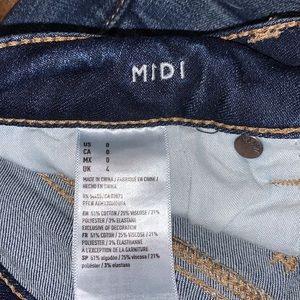 MIDI
US 0
CA 0
MX 0
UK 4
MADE IN CHINA / FABRIQUÉ EN CHINE /
HECHO EN CHINA
EN 51% COTTON / 25% VISCOSE / 21%
POLYESTER / 3% ELASTANE
EXCLUSIVE OF DECORATION
FR 51% COTON / 25% VISCOSE / 21%
POLYESTER / 3% ÉLASTHANNE
À L'EXCLUSION DE GARNITURE
SP 51% algodón / 25% viscosa / 21%
poliéster / 3% elastano